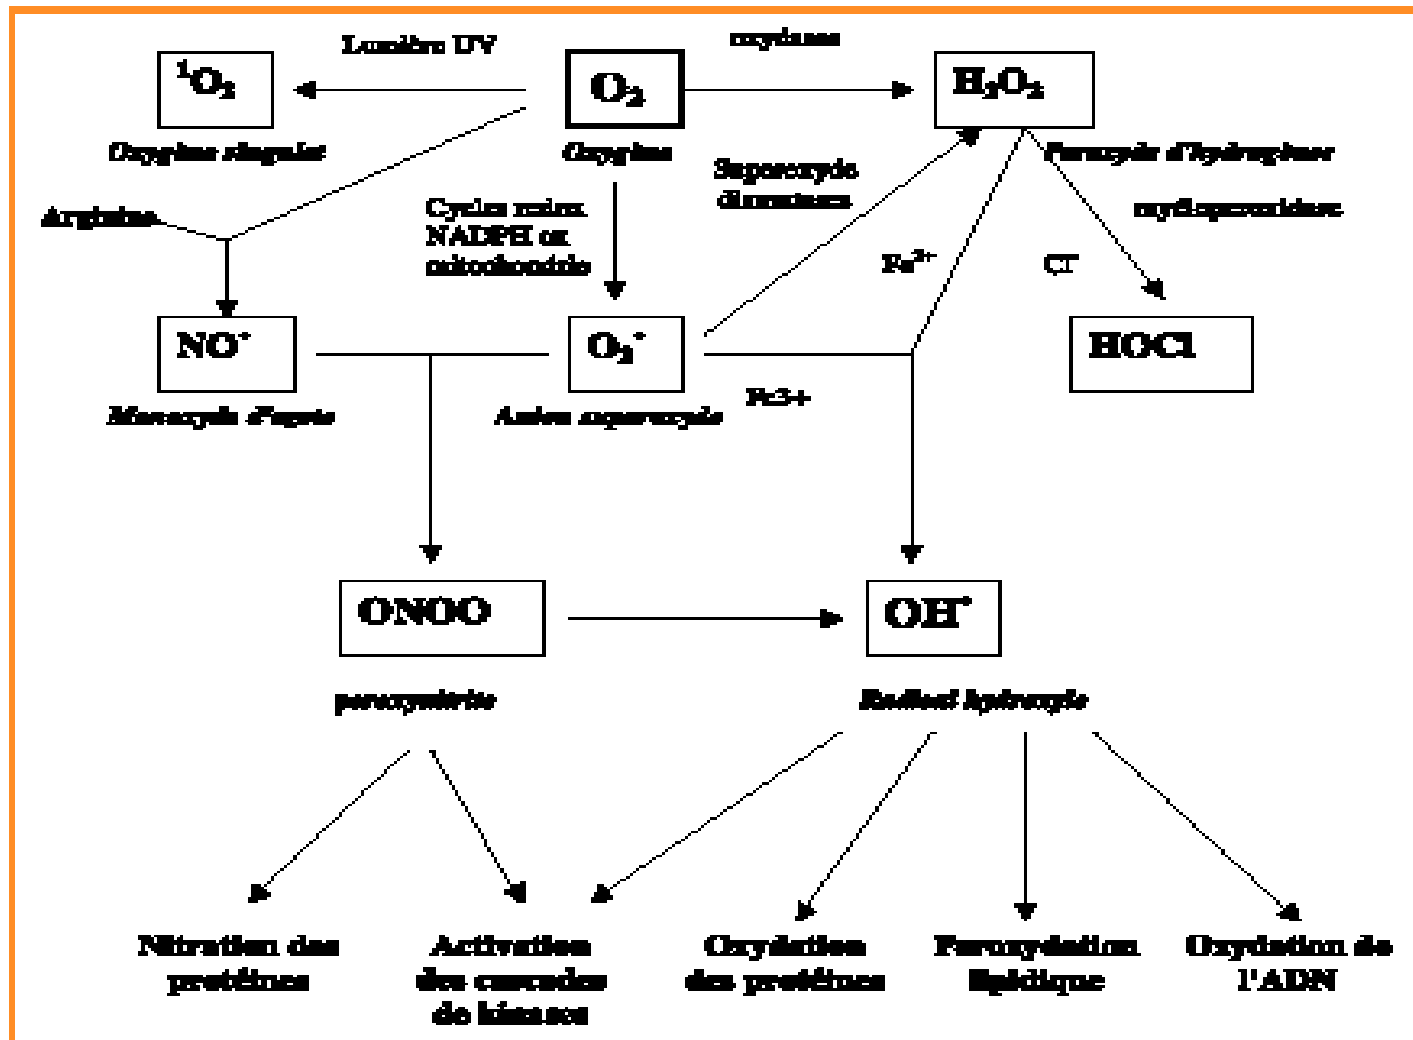 Lumière UV
oxydases
¹O₂
O₂
H₂O₂
Oxygène singulet
Oxygène
Peroxyde d'hydrogène
Superoxyde
dismutases
Arginine
Cycles redox
NADPH ox
mitochondrie
myéloperoxidase
Fe²⁺
Cl⁻
NO°
O₂°
HOCl
Monoxyde d'azote
Anion superoxyde
Fe3+
ONOO
OH°
peroxynitrite
Radical hydroxyle
Nitration des
protéines
Activation
des cascades
de kinases
Oxydation
des protéines
Peroxydation
lipidique
Oxydation de
l'ADN